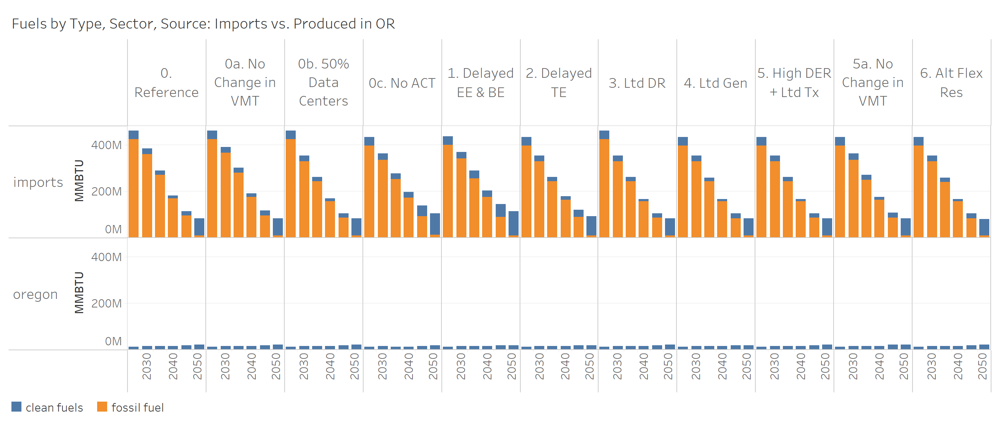 Fuels by Type, Sector, Source: Imports vs. Produced in OR
0.
Reference
0a. No
Change in
VMT
0b. 50%
Data
Centers
0c. No ACT
1. Delayed
EE & BE
2. Delayed
TE
3. Ltd DR
4. Ltd Gen
5. High DER
+ Ltd Tx
5a. No
Change in
VMT
6. Alt Flex
Res
imports
MMBTU
400M
200M
0M
oregon
MMBTU
400M
200M
0M
2030
2040
2050
2030
2040
2050
2030
2040
2050
2030
2040
2050
2030
2040
2050
2030
2040
2050
2030
2040
2050
2030
2040
2050
2030
2040
2050
2030
2040
2050
2030
2040
2050
clean fuels
fossil fuel